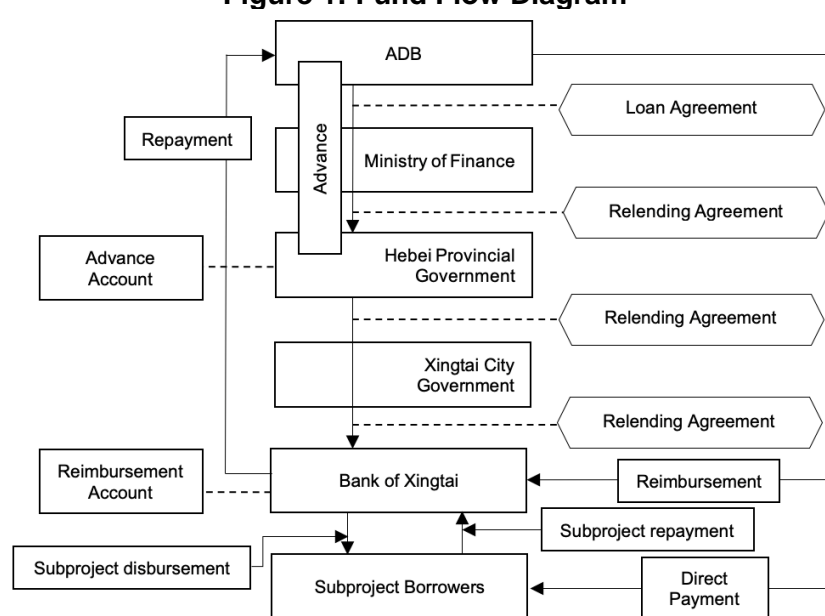 Figure 1: Fund Flow Diagram
ADB
Loan Agreement
Repayment
Advance
Ministry of Finance
Relending Agreement
Advance
Account
Hebei Provincial
Government
Relending Agreement
Xingtai City
Government
Relending Agreement
Reimbursement
Account
Bank of Xingtai
Reimbursement
Subproject repayment
Subproject disbursement
Subproject Borrowers
Direct
Payment